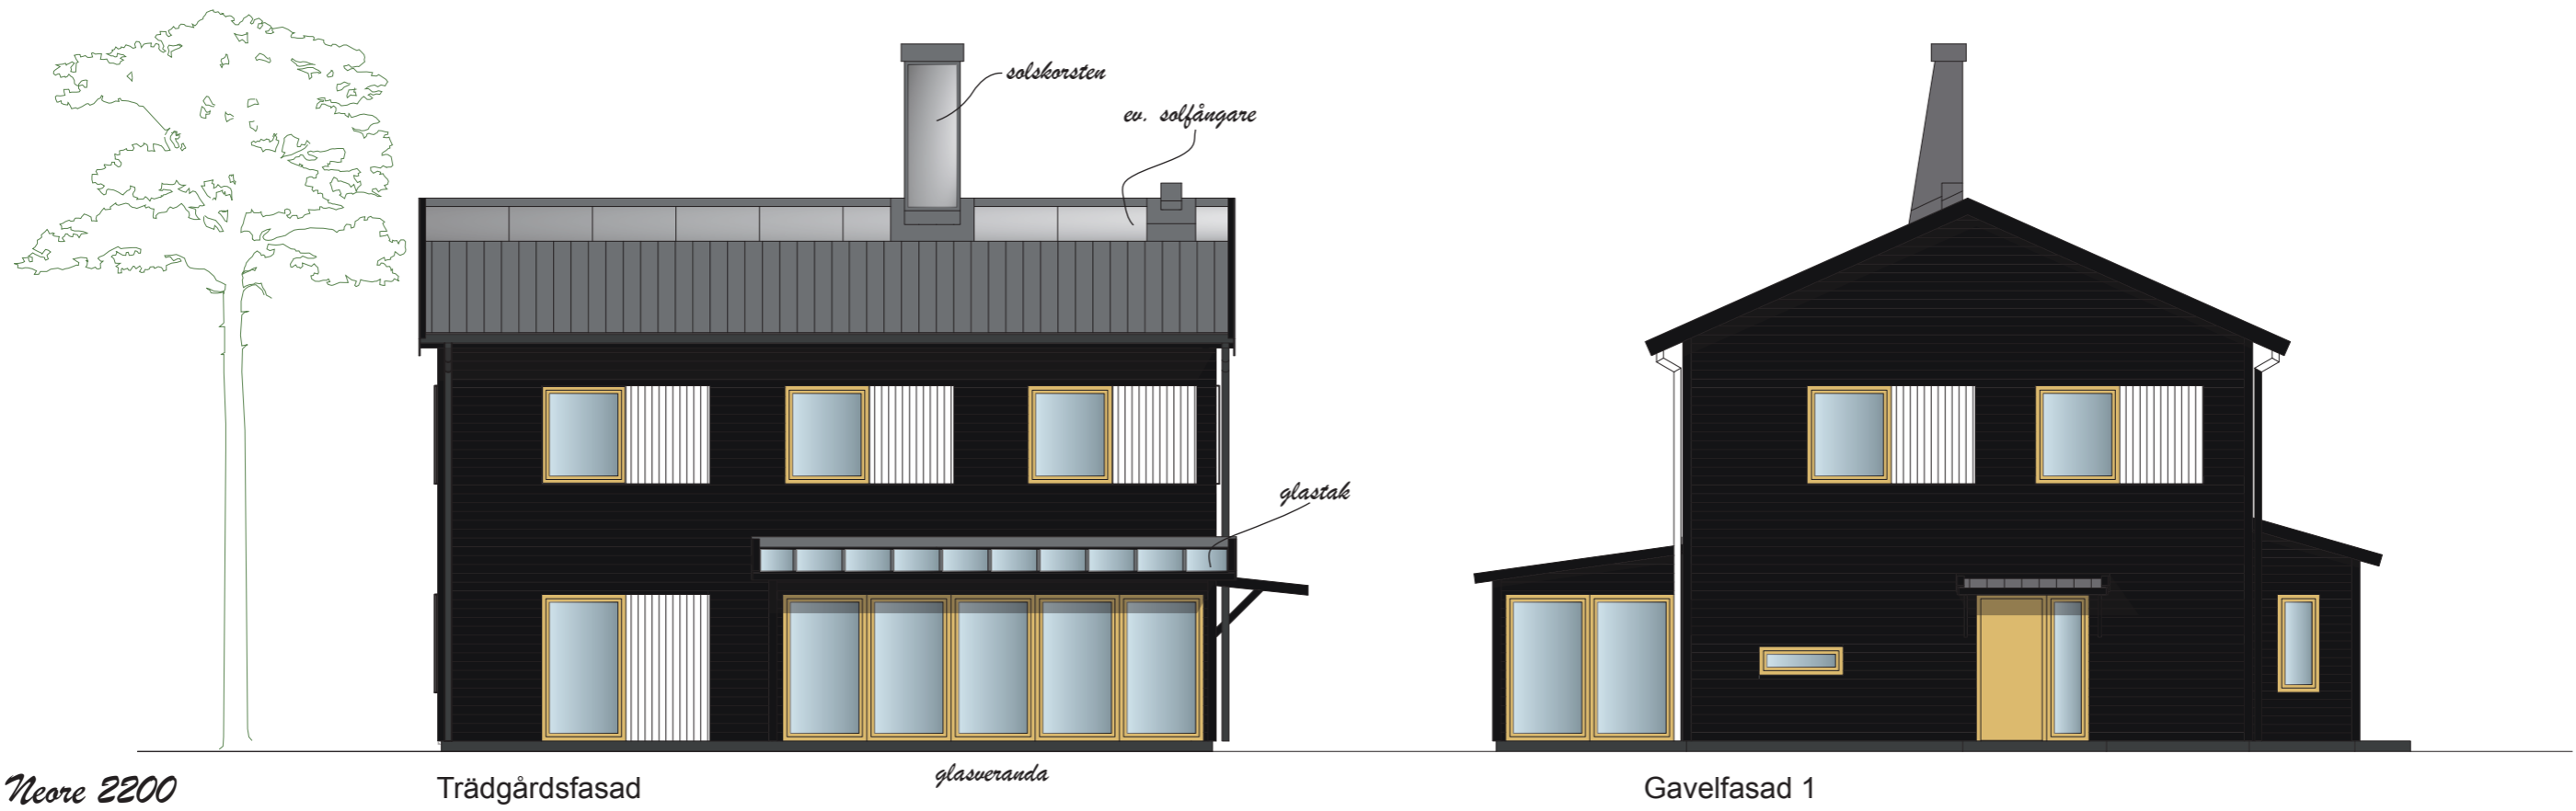 solskorsten
ev. solfångare
glastak
glasveranda
Neore 2200
Trädgårdsfasad
Gavelfasad 1